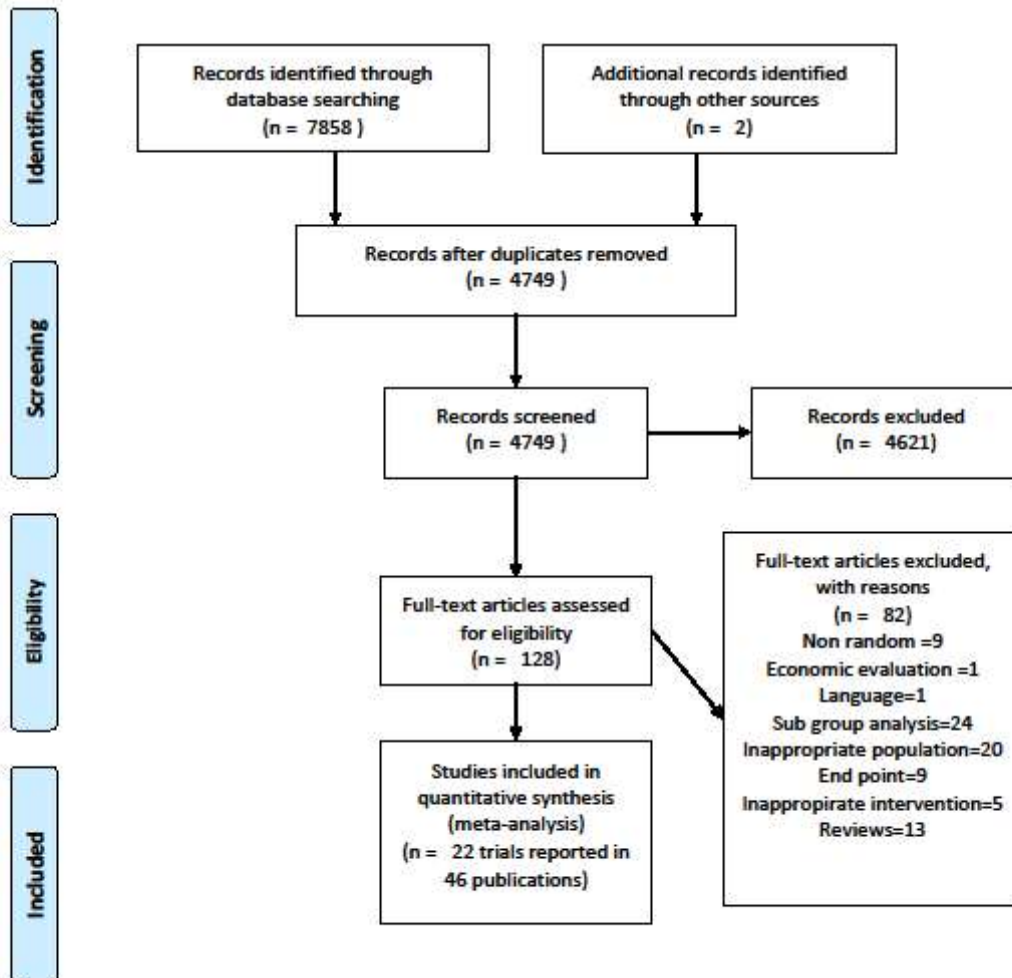 Identification
Records identified through
database searching
(n = 7858 )
Additional records identified
through other sources
(n = 2)
Records after duplicates removed
(n = 4749 )
Screening
Records screened
(n = 4749 )
Records excluded
(n = 4621)
Eligibility
Full-text articles assessed
for eligibility
(n = 128)
Full-text articles excluded,
with reasons
(n = 82)
Non random =9
Economic evaluation =1
Language=1
Sub group analysis=24
Inappropriate population=20
End point=9
Inappropirate intervention=5
Reviews=13
Included
Studies included in
quantitative synthesis
(meta-analysis)
(n = 22 trials reported in
46 publications)